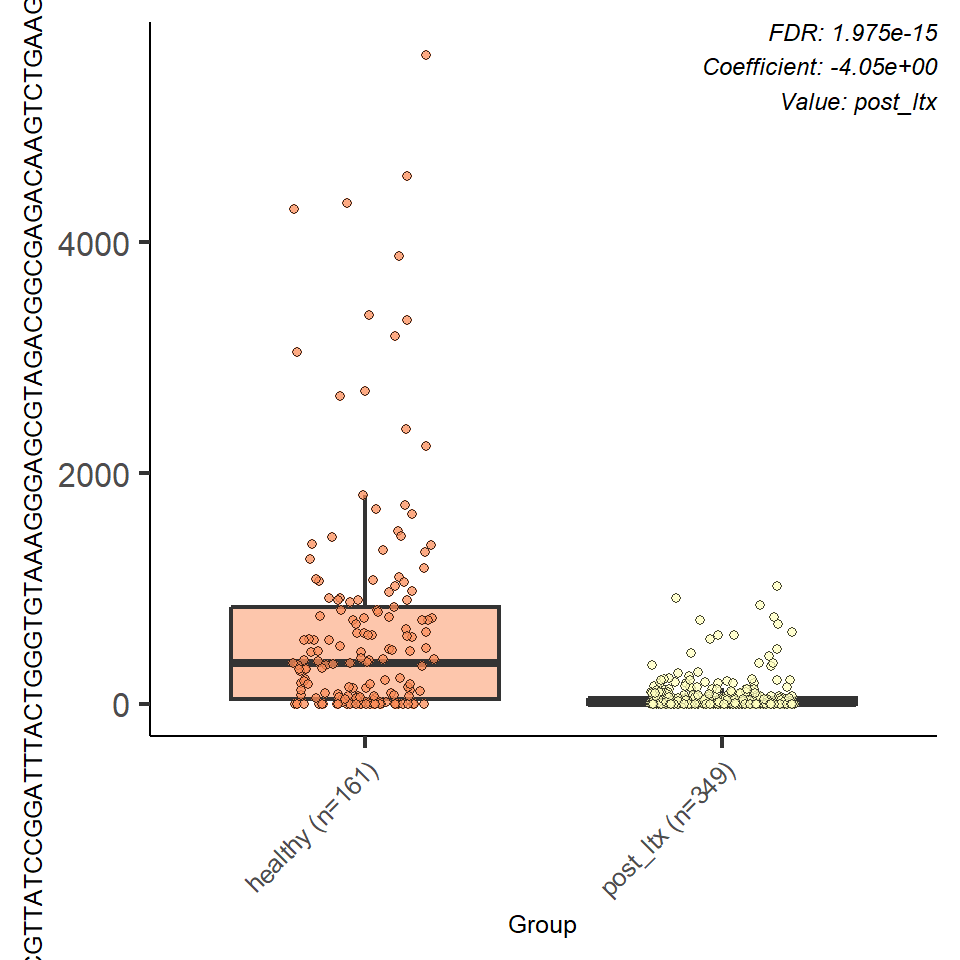 FDR: 1.975e-15
Coefficient: -4.05e+00
Value: post_ltx
CGTTATCCGGATTTACTGGGTGTAAAGGGAGCGTAGACGGCGAGACAAGTCTGAAG
4000
2000
0
healthy (n=161)
post_ltx (n=349)
Group